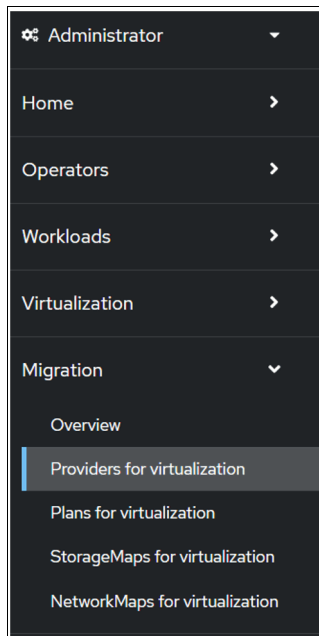 Administrator
Home
Operators
Workloads
Virtualization
Migration
Overview
Providers for virtualization
Plans for virtualization
StorageMaps for virtualization
NetworkMaps for virtualization